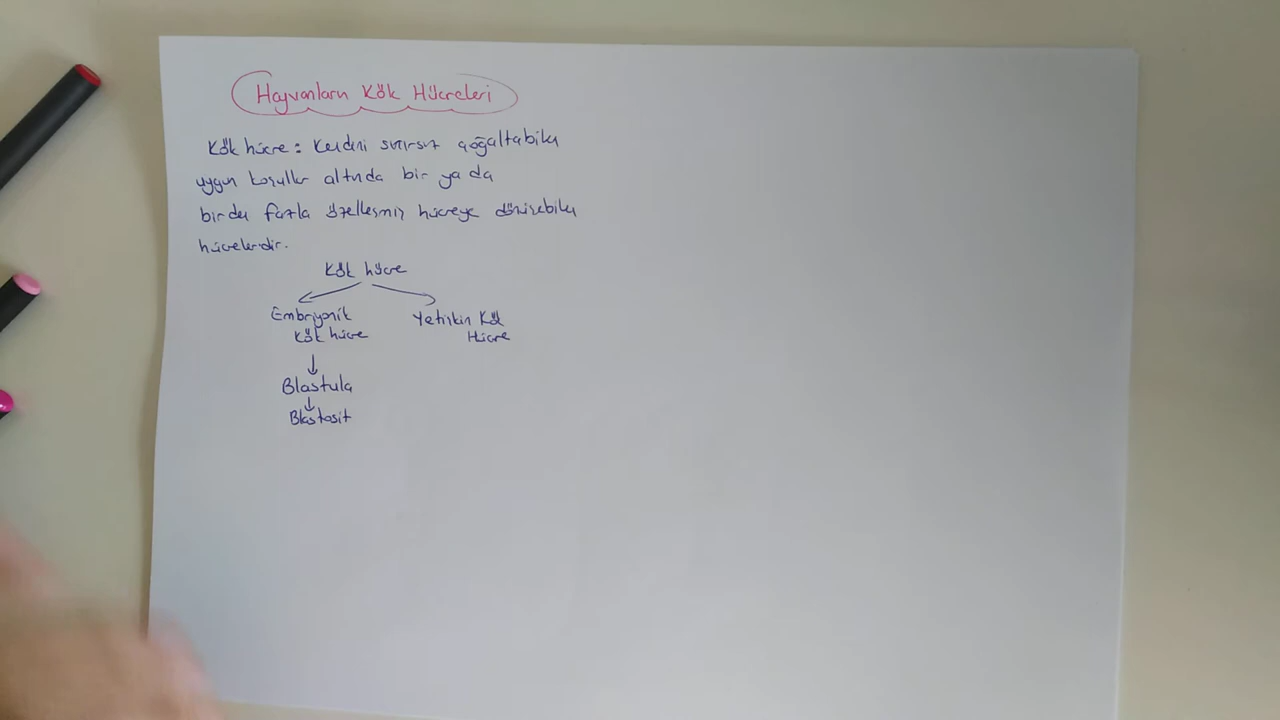 Hayvanların Kök Hücreleri
Kök hücre: Kendini sınırsız çoğaltabilen
uygun koşullar altında bir ya da
birden fazla özelleşmiş hücreye dönüşebilen
hücrelerdir.
Kök hücre
Embriyonik
Kök hücre
Yetişkin Kök
Hücre
Blastula
Blastosit